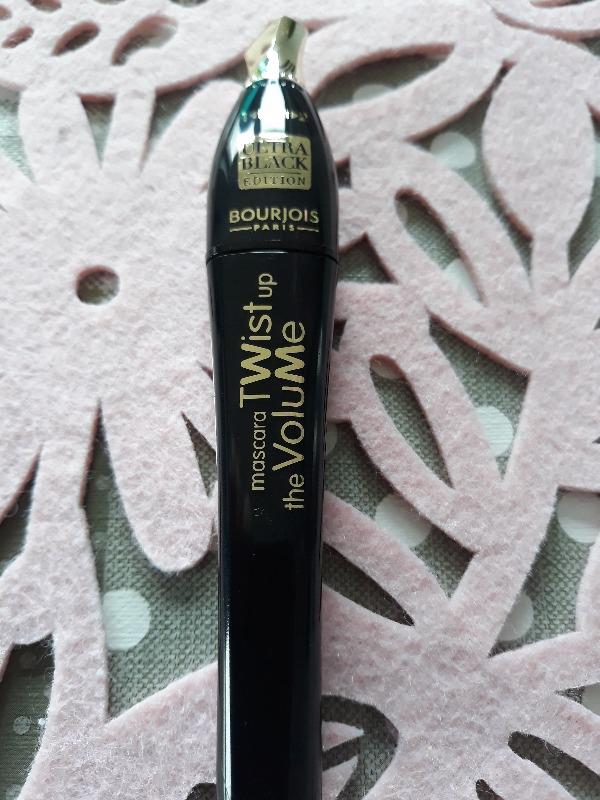 ULTRA
BLACK
EDITION
BOURJOIS
PARIS
mascara TWist up
the VoluMe